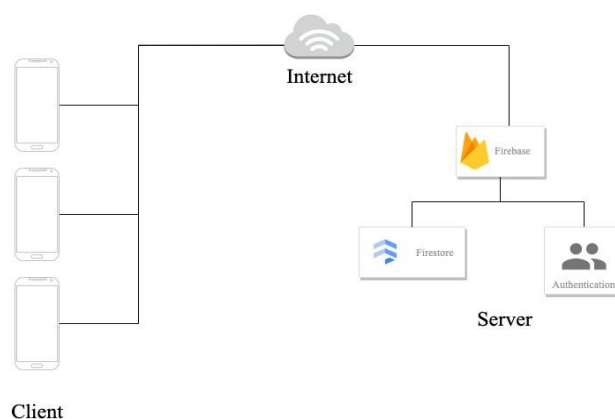 Internet
Firebase
Firestore
Authentication
Server
Client